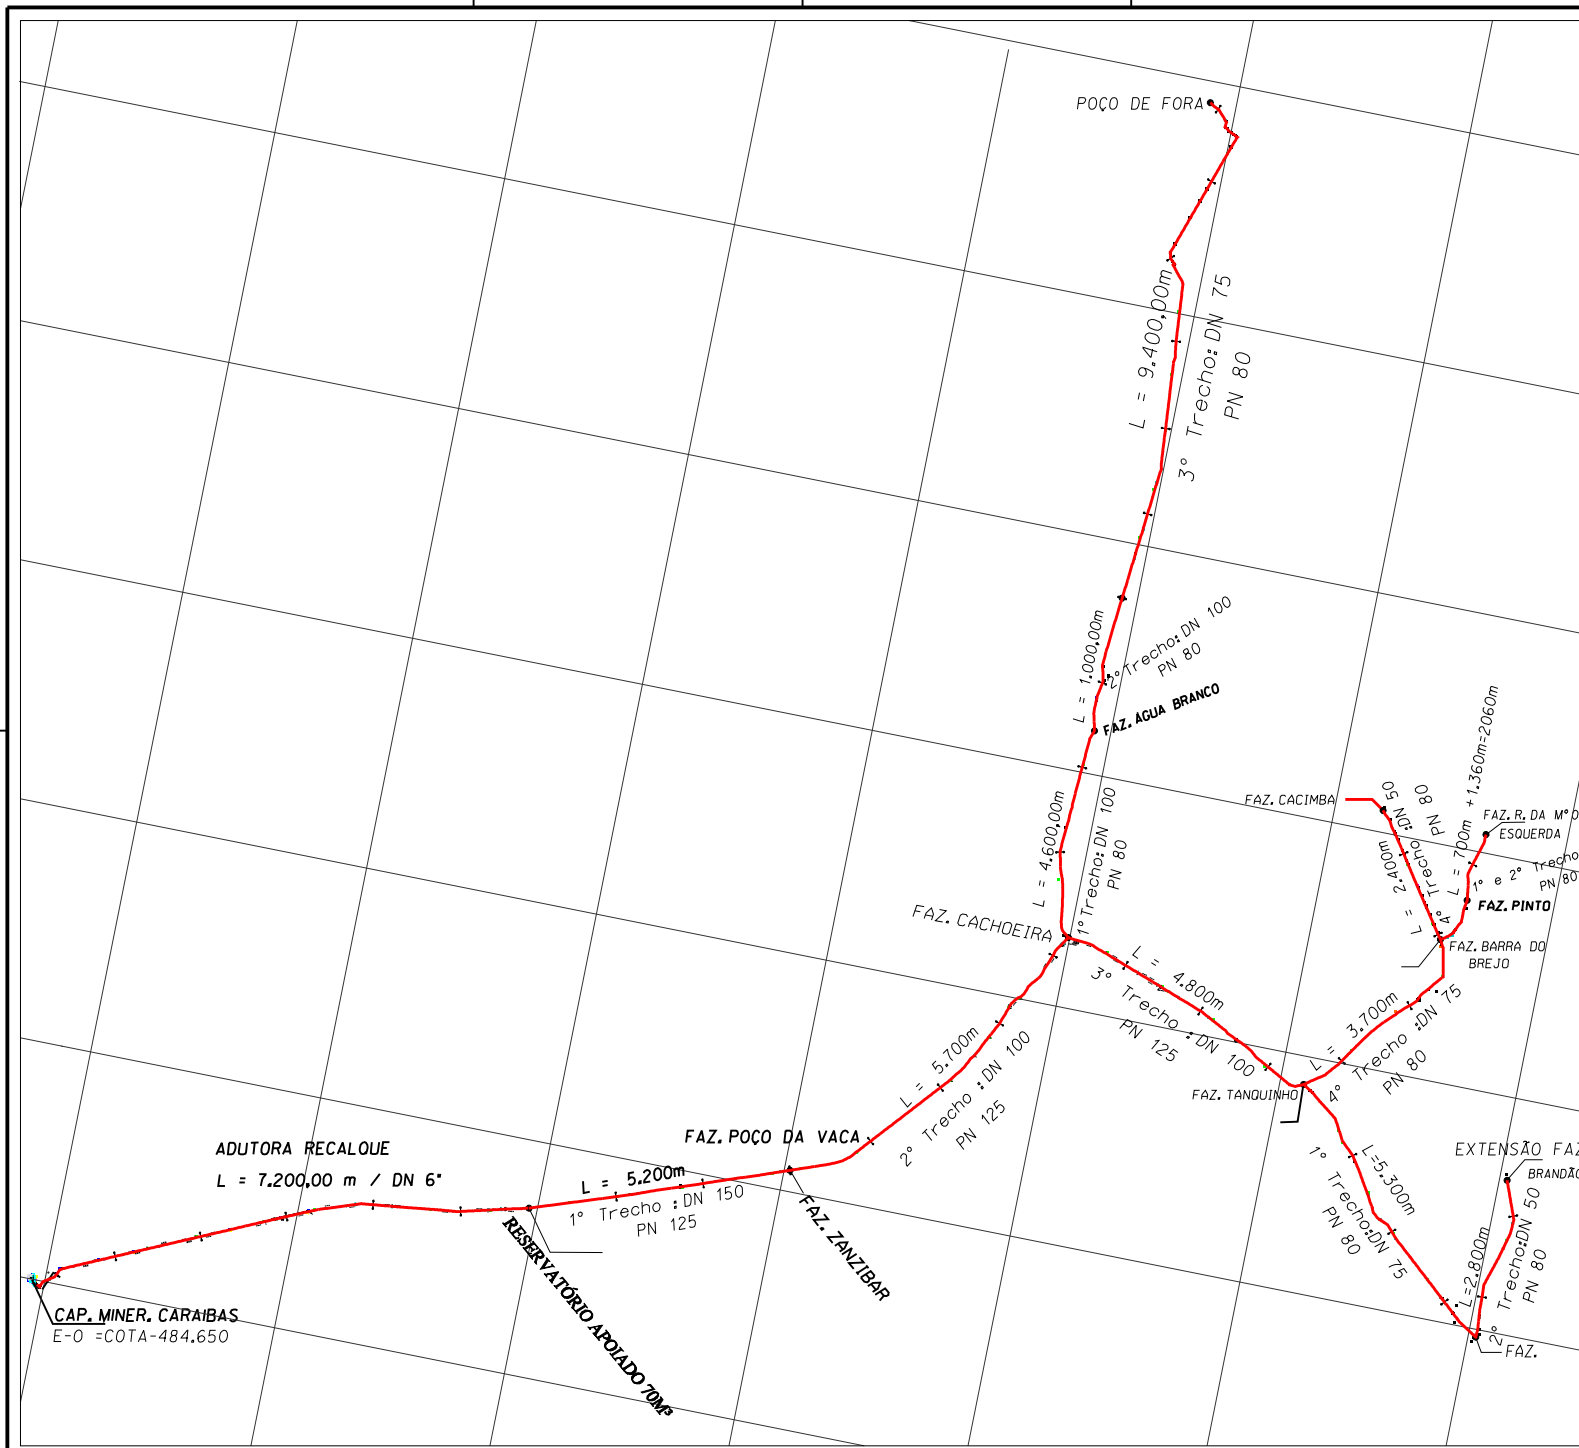 POÇO DE FORA
L = 9.400,00m
3° Trecho: DN 75
PN 80
L = 1.000,00m
2° Trecho: DN 100
PN 80
FAZ. ÁGUA BRANCO
L = 4.600,00m
1° Trecho: DN 100
PN 80
FAZ. CACHOEIRA
FAZ. CACIMBA
L = 2.400m
4° Trecho :DN 50
PN 80
L = 700m +1.360m=2060m
FAZ. R. DA Mº O
ESQUERDA
1° e 2° Trecho
PN 80
FAZ. PINTO
FAZ. BARRA DO
BREJO
L = 4.800m
3° Trecho : DN 100
PN 125
L = 3.700m
4° Trecho :DN 75
PN 80
FAZ. TANQUINHO
L = 5.700m
2° Trecho : DN 100
PN 125
FAZ. POÇO DA VACA
ADUTORA RECALQUE
L = 7.200,00 m / DN 6"
L = 5.200m
1° Trecho : DN 150
PN 125
FAZ. ZANZIBAR
RESERVATÓRIO APOIADO 70M³
CAP. MINER. CARAIBAS
E-0 =COTA-484.650
L=5.300m
1° Trecho:DN 75
PN 80
EXTENSÃO FAZ
BRANDÃO
L=2.800m
2° Trecho:DN 50
PN 80
FAZ.